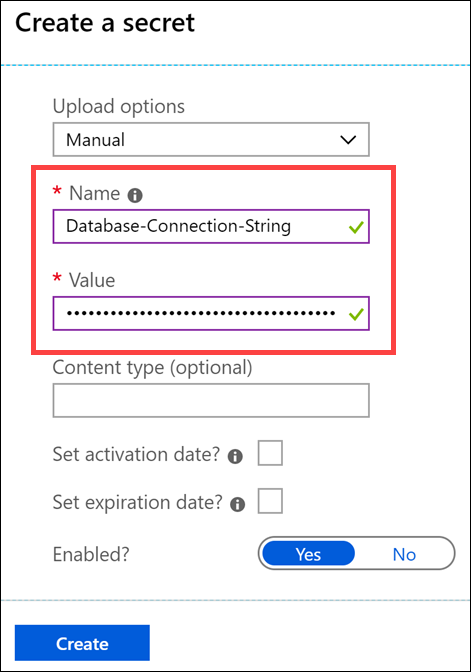 Create a secret
Upload options
Manual
* Name
Database-Connection-String
* Value
•••••••••••••••••••••••••••••••••••••
Content type (optional)
Set activation date?
Set expiration date?
Enabled?
Yes No
Create